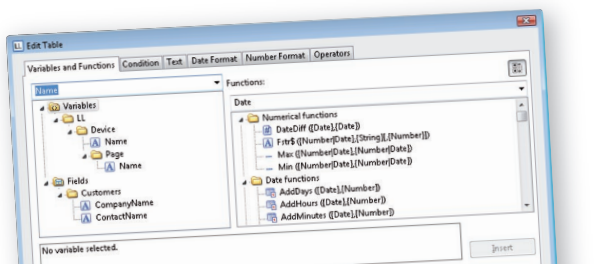 LL Edit Table
Variables and Functions Condition Text Date Format Number Format Operators
Name
Variables
LL
Device
Name
Page
Name
Fields
Customers
CompanyName
ContactName
Functions:
Date
Numerical functions
DateDiff ([Date],[Date])
Fstr$ ([Number|Date],[String][,[Number]])
Max ([Number|Date],[Number|Date])
Min ([Number|Date],[Number|Date])
Date functions
AddDays ([Date],[Number])
AddHours ([Date],[Number])
AddMinutes ([Date],[Number])
No variable selected.
Insert